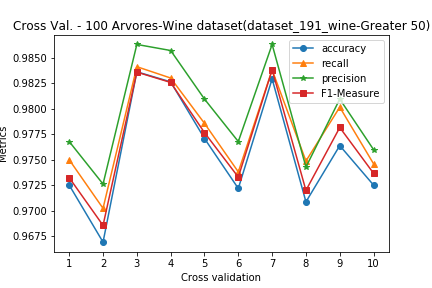 Cross Val. - 100 Arvores-Wine dataset(dataset_191_wine-Greater 50)
accuracy
recall
precision
F1-Measure
0.9850
0.9825
0.9800
0.9775
0.9750
0.9725
0.9700
0.9675
Metrics
1 2 3 4 5 6 7 8 9 10
Cross validation